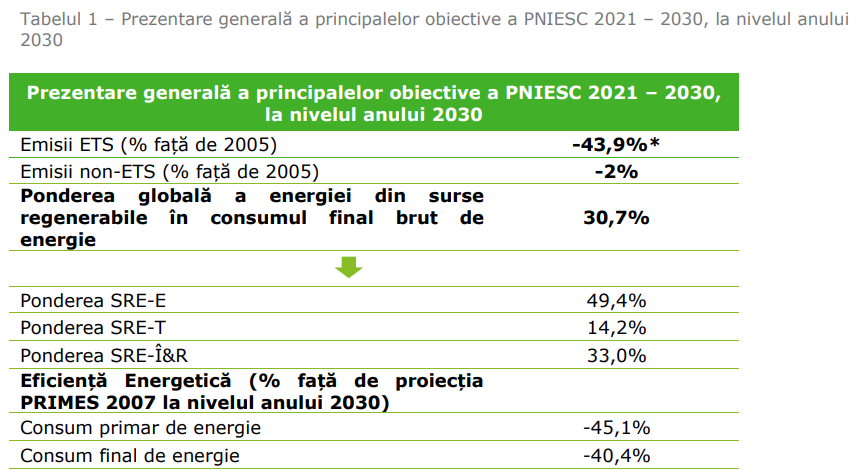 Tabelul 1 – Prezentare generală a principalelor obiective a PNIESC 2021 – 2030, la nivelul anului
2030
Prezentare generală a principalelor obiective a PNIESC 2021 – 2030,
la nivelul anului 2030
Emisii ETS (% față de 2005) -43,9%*
Emisii non-ETS (% față de 2005) -2%
Ponderea globală a energiei din surse
regenerabile în consumul final brut de 30,7%
energie
Ponderea SRE-E 49,4%
Ponderea SRE-T 14,2%
Ponderea SRE-Î&R 33,0%
Eficiență Energetică (% față de proiecția
PRIMES 2007 la nivelul anului 2030)
Consum primar de energie -45,1%
Consum final de energie -40,4%